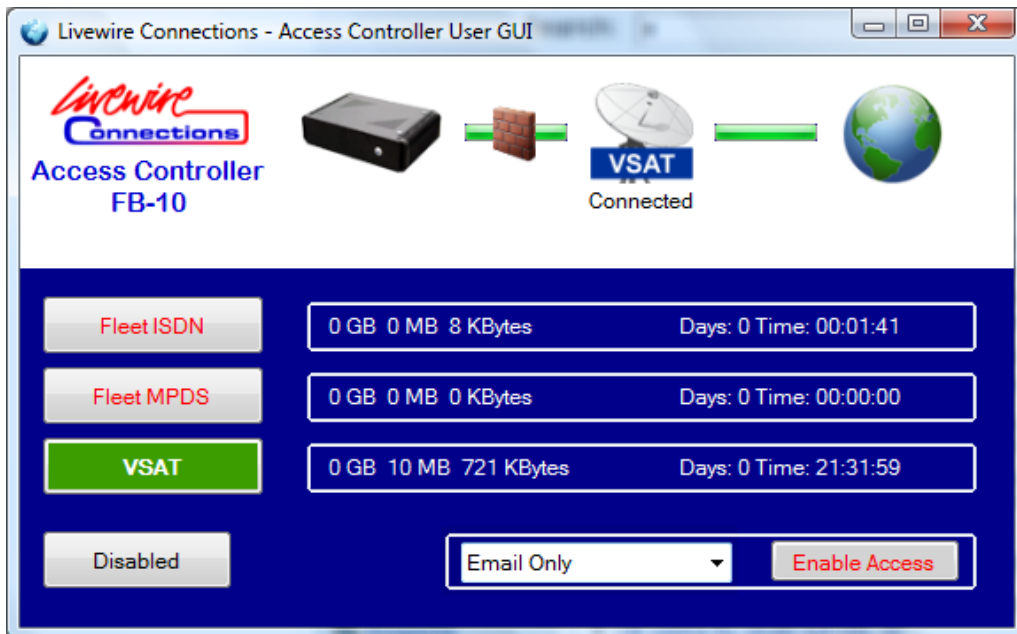 Livewire Connections - Access Controller User GUI
Livewire
Connections
Access Controller
FB-10
VSAT
Connected
Fleet ISDN
0 GB 0 MB 8 KBytes Days: 0 Time: 00:01:41
Fleet MPDS
0 GB 0 MB 0 KBytes Days: 0 Time: 00:00:00
VSAT
0 GB 10 MB 721 KBytes Days: 0 Time: 21:31:59
Disabled
Email Only
Enable Access